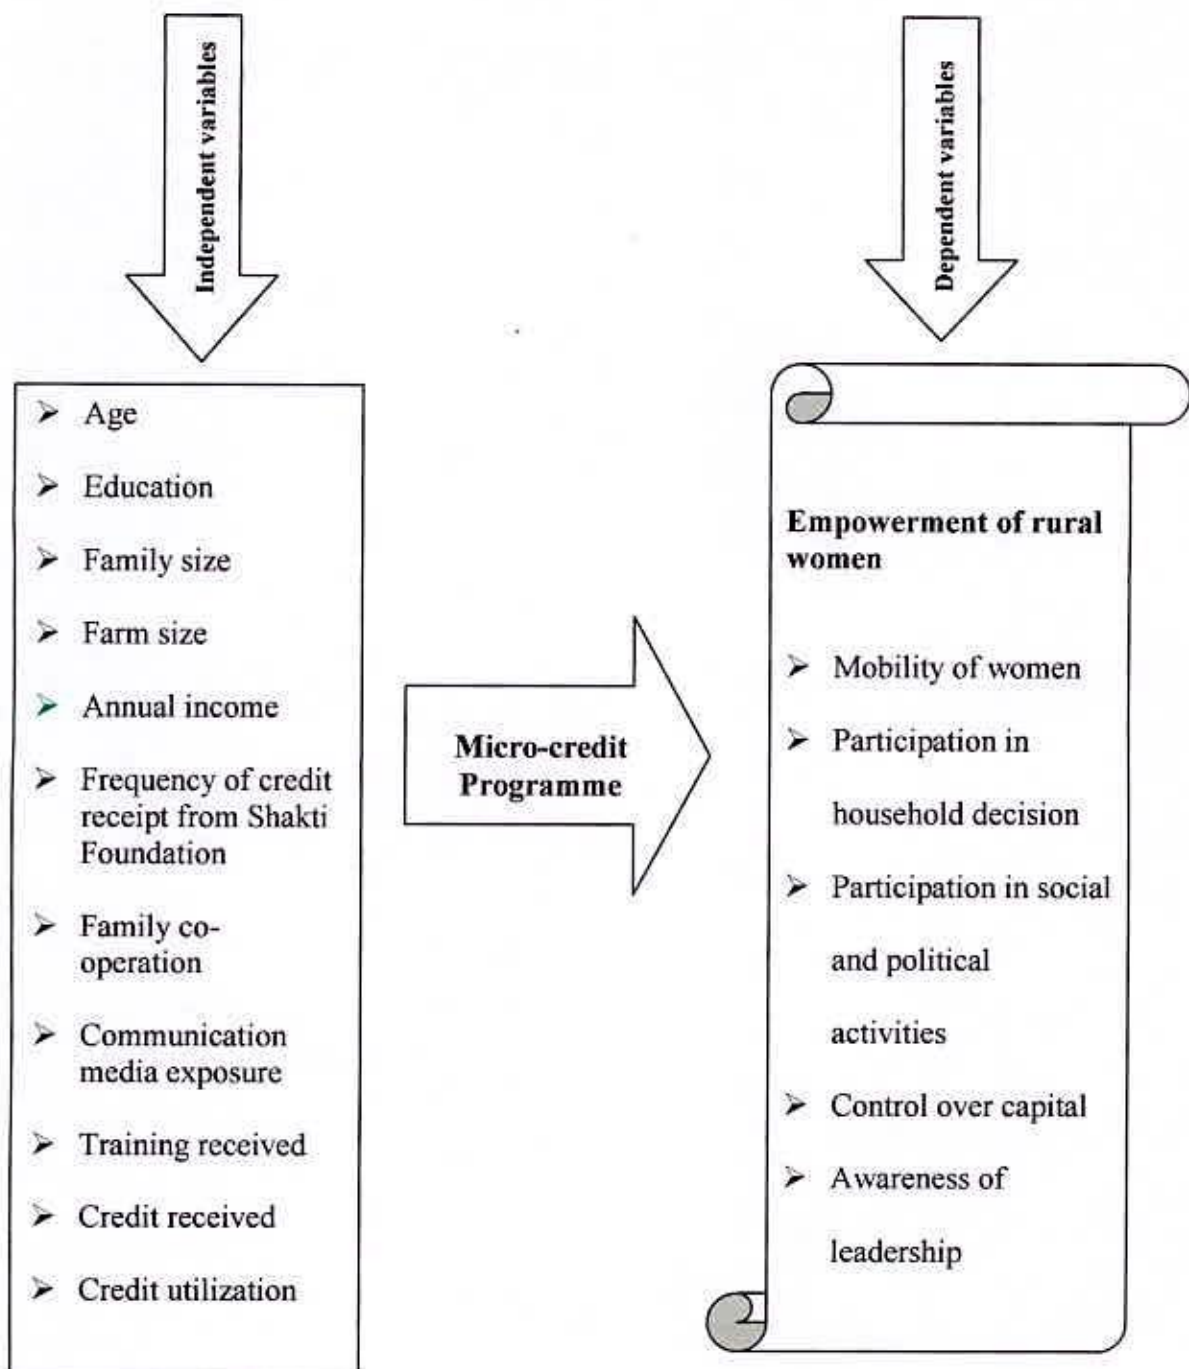 Independent variables
Dependent variables
Age
Education
Family size
Farm size
Annual income
Frequency of credit
receipt from Shakti
Foundation
Family co-
operation
Communication
media exposure
Training received
Credit received
Credit utilization
Micro-credit
Programme
Empowerment of rural
women
Mobility of women
Participation in
household decision
Participation in social
and political
activities
Control over capital
Awareness of
leadership